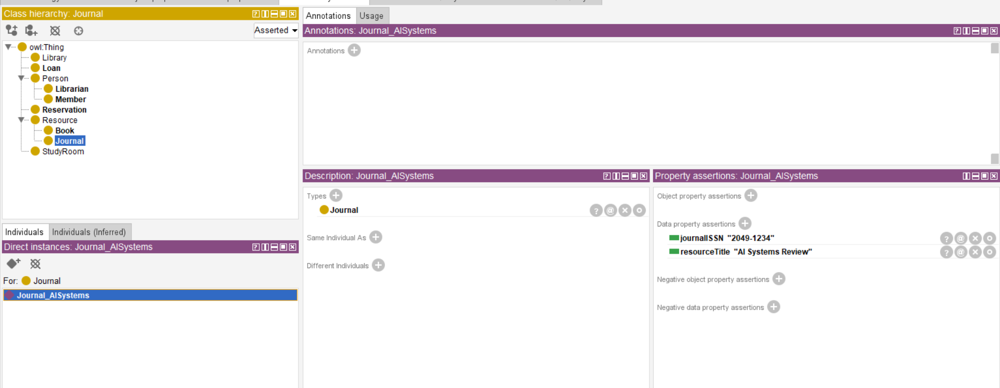 Class hierarchy: Journal
Asserted
owl:Thing
Library
Loan
Person
Librarian
Member
Reservation
Resource
Book
Journal
StudyRoom
Individuals
Individuals (Inferred)
Direct instances: Journal_AISystems
For: Journal
Journal_AISystems
Annotations
Usage
Annotations: Journal_AISystems
Annotations
Description: Journal_AISystems
Types
Journal
Same Individual As
Different Individuals
Property assertions: Journal_AISystems
Object property assertions
Data property assertions
journalISSN "2049-1234"
resourceTitle "AI Systems Review"
Negative object property assertions
Negative data property assertions